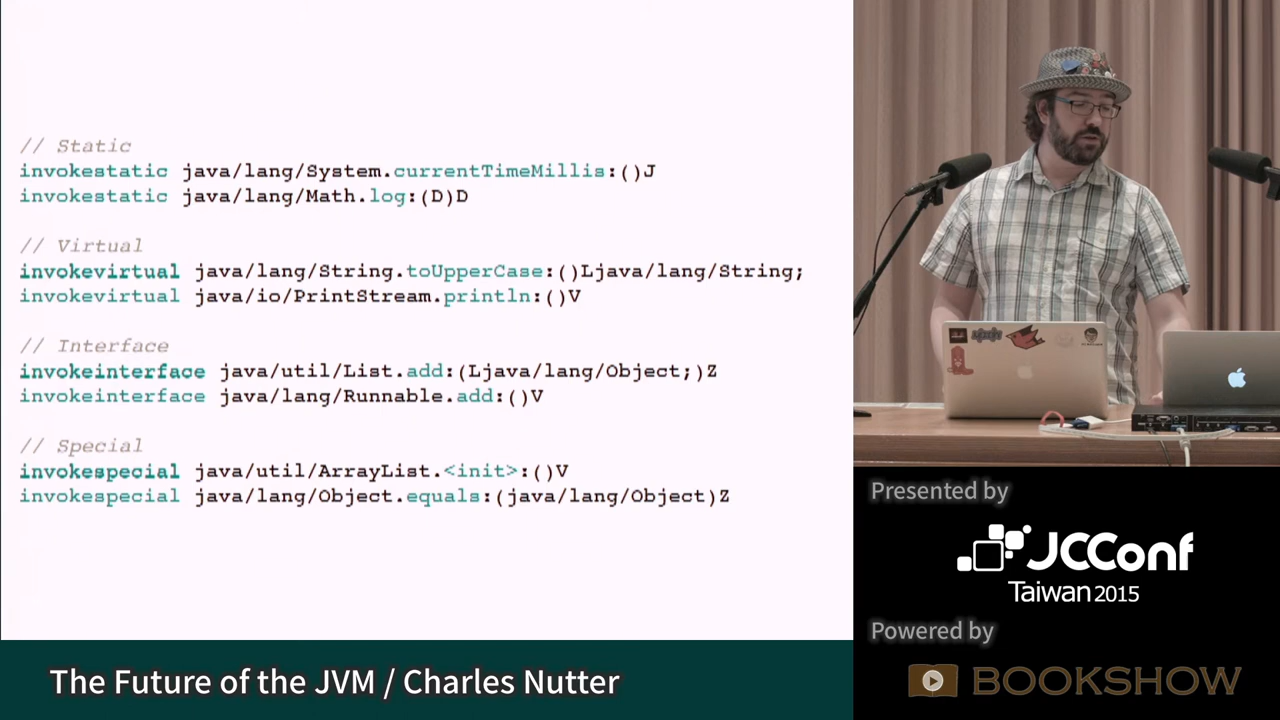 // Static
invokestatic java/lang/System.currentTimeMillis:()J
invokestatic java/lang/Math.log:(D)D
// Virtual
invokevirtual java/lang/String.toUpperCase:()Ljava/lang/String;
invokevirtual java/io/PrintStream.println:()V
// Interface
invokeinterface java/util/List.add:(Ljava/lang/Object;)Z
invokeinterface java/lang/Runnable.add:()V
// Special
invokespecial java/util/ArrayList.<init>:()V
invokespecial java/lang/Object.equals:(java/lang/Object)Z
The Future of the JVM / Charles Nutter
Presented by
JCConf
Taiwan 2015
Powered by
BOOKSHOW